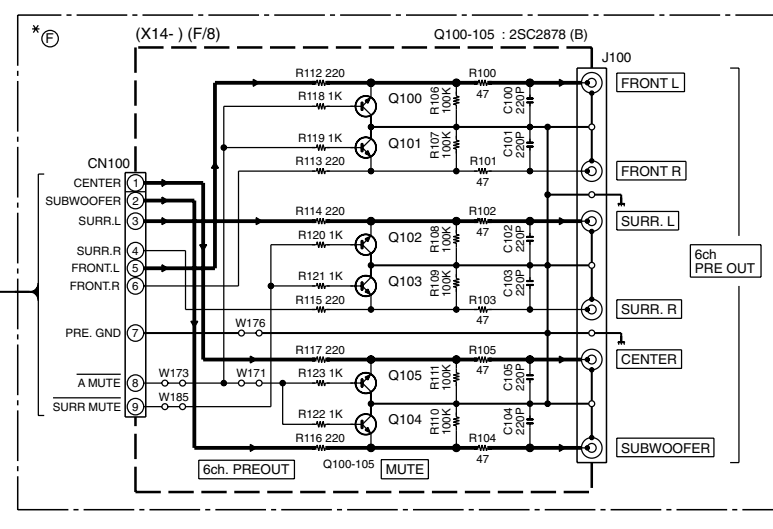 *F
(X14- ) (F/8)
Q100-105 : 2SC2878 (B)
J100
R112 220
R100
47
FRONT L
R118 1K
Q100
R106
100K
C100
220P
R119 1K
Q101
R107
100K
C101
220P
R113 220
R101
47
FRONT R
CN100
CENTER 1
SUBWOOFER 2
SURR.L 3
SURR.R 4
FRONT.L 5
FRONT.R 6
PRE. GND 7
A MUTE 8
SURR MUTE 9
R114 220
R102
47
SURR. L
R120 1K
Q102
R108
100K
C102
220P
R121 1K
Q103
R109
100K
C103
220P
R115 220
R103
47
SURR. R
6ch
PRE OUT
W176
W173
W171
W185
R117 220
R105
47
CENTER
R123 1K
Q105
R111
100K
C105
220P
R122 1K
Q104
R110
100K
C104
220P
R116 220
R104
47
SUBWOOFER
6ch. PREOUT
Q100-105
MUTE